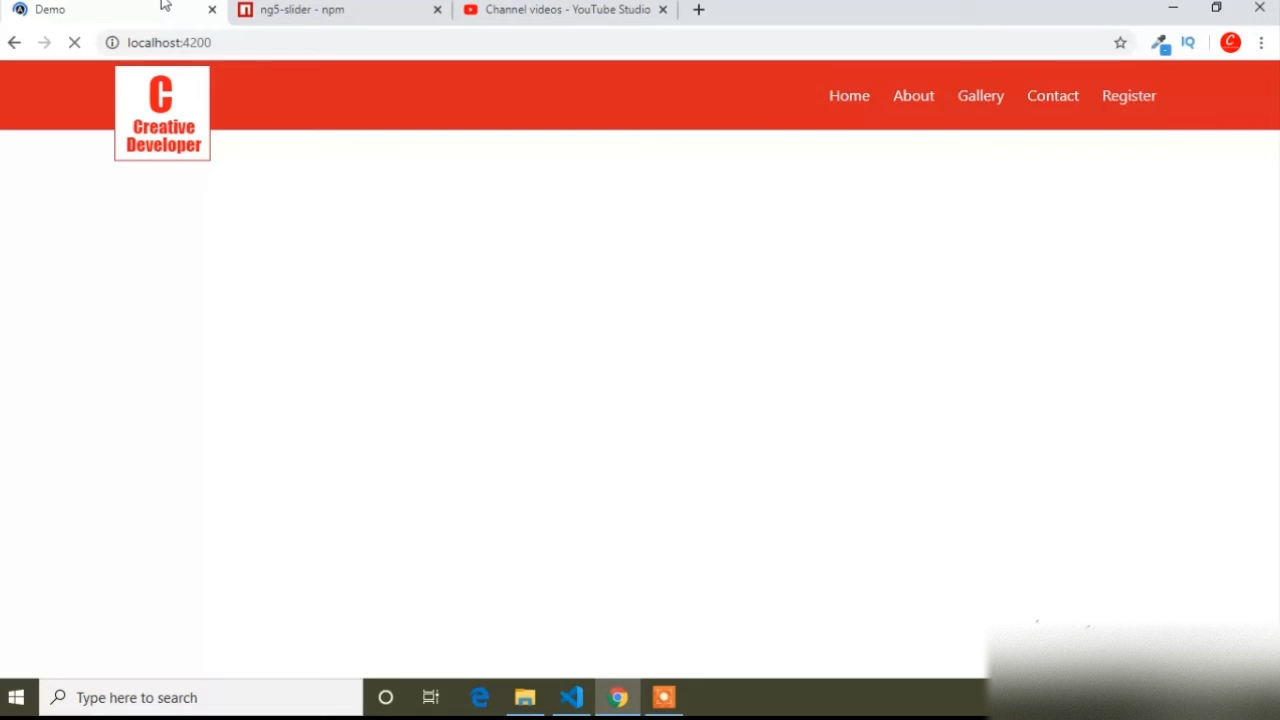 Demo
ng5-slider - npm
Channel videos - YouTube Studio
localhost:4200
IQ
C
Creative
Developer
Home
About
Gallery
Contact
Register
Type here to search